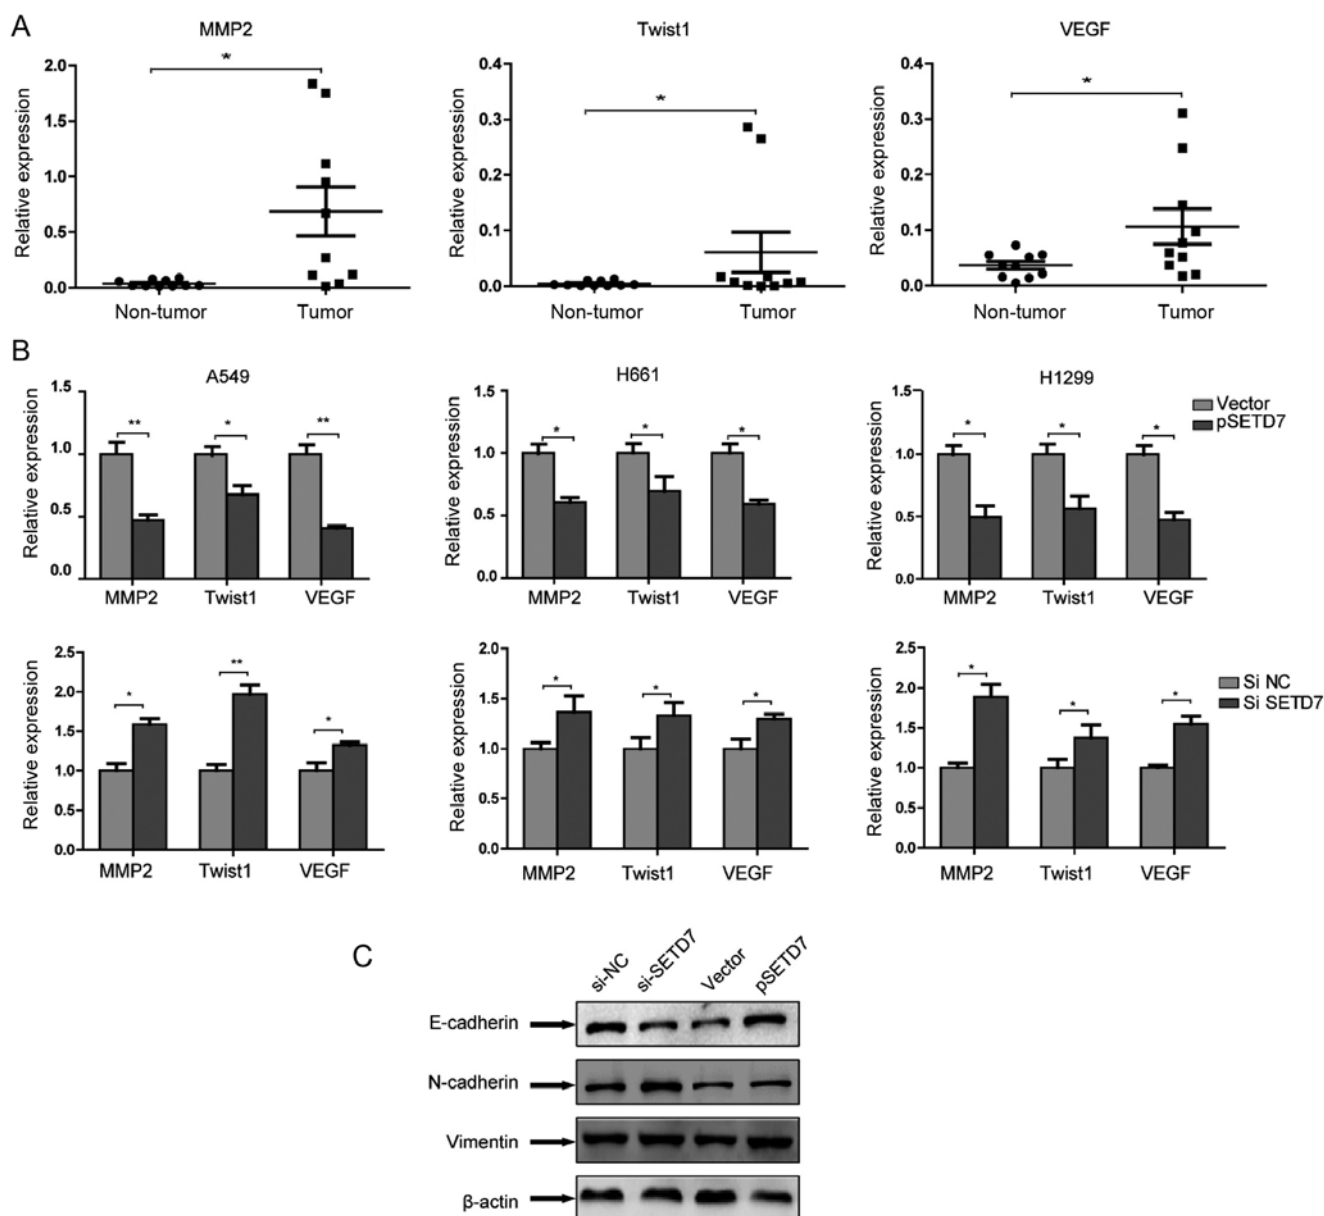 A
MMP2
Twist1
VEGF
Relative expression
2.0
1.5
1.0
0.5
0.0
*
Non-tumor
Tumor
Relative expression
0.4
0.3
0.2
0.1
0.0
*
Non-tumor
Tumor
Relative expression
0.4
0.3
0.2
0.1
0.0
*
Non-tumor
Tumor
B
A549
Relative expression
1.5
1.0
0.5
0.0
**
*
**
MMP2
Twist1
VEGF
H661
Relative expression
1.5
1.0
0.5
0.0
*
*
*
MMP2
Twist1
VEGF
H1299
Relative expression
1.5
1.0
0.5
0.0
*
*
*
MMP2
Twist1
VEGF
Vector
pSETD7
Relative expression
2.5
2.0
1.5
1.0
0.5
0.0
*
**
*
MMP2
Twist1
VEGF
Relative expression
2.0
1.5
1.0
0.5
0.0
*
*
*
MMP2
Twist1
VEGF
Relative expression
2.5
2.0
1.5
1.0
0.5
0.0
*
*
*
MMP2
Twist1
VEGF
Si NC
Si SETD7
C
si-NC
si-SETD7
Vector
pSETD7
E-cadherin
N-cadherin
Vimentin
β-actin